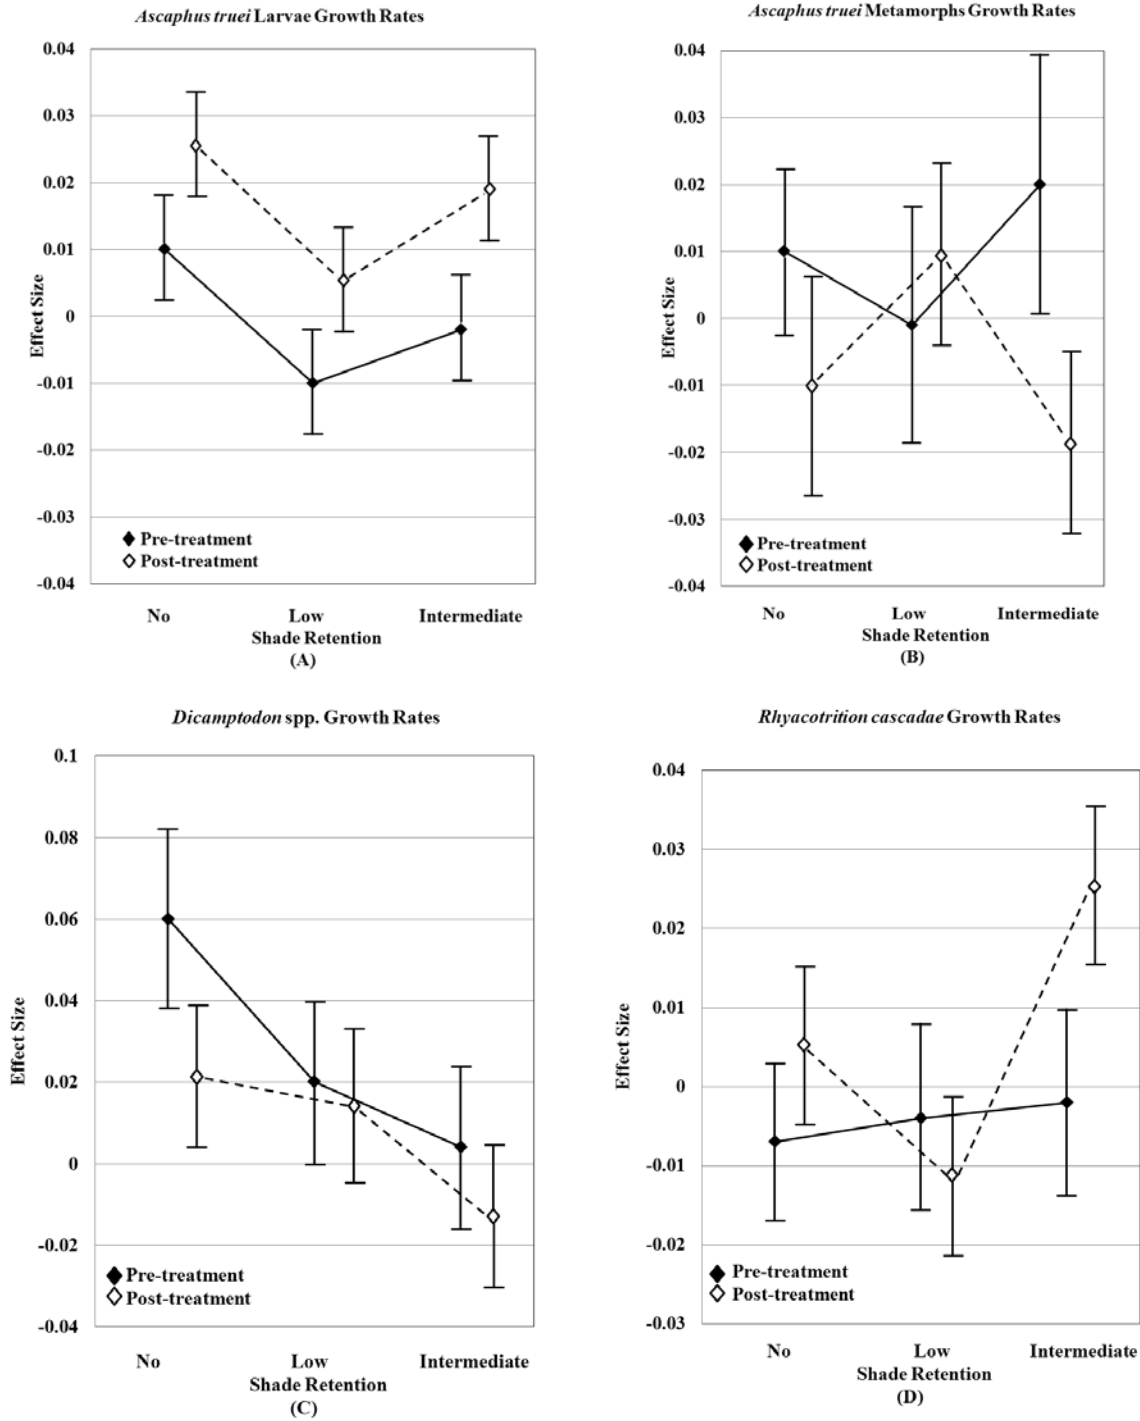 Ascaphus truei Larvae Growth Rates
0.04
0.03
0.02
0.01
0
-0.01
-0.02
-0.03
-0.04
Effect Size
Pre-treatment
Post-treatment
No Low Intermediate
Shade Retention
(A)
Ascaphus truei Metamorphs Growth Rates
0.04
0.03
0.02
0.01
0
-0.01
-0.02
-0.03
-0.04
Effect Size
Pre-treatment
Post-treatment
No Low Intermediate
Shade Retention
(B)
Dicamptodon spp. Growth Rates
0.1
0.08
0.06
0.04
0.02
0
-0.02
-0.04
Effect Size
Pre-treatment
Post-treatment
No Low Intermediate
Shade Retention
(C)
Rhyacotrition cascadae Growth Rates
0.04
0.03
0.02
0.01
0
-0.01
-0.02
-0.03
Effect Size
Pre-treatment
Post-treatment
No Low Intermediate
Shade Retention
(D)